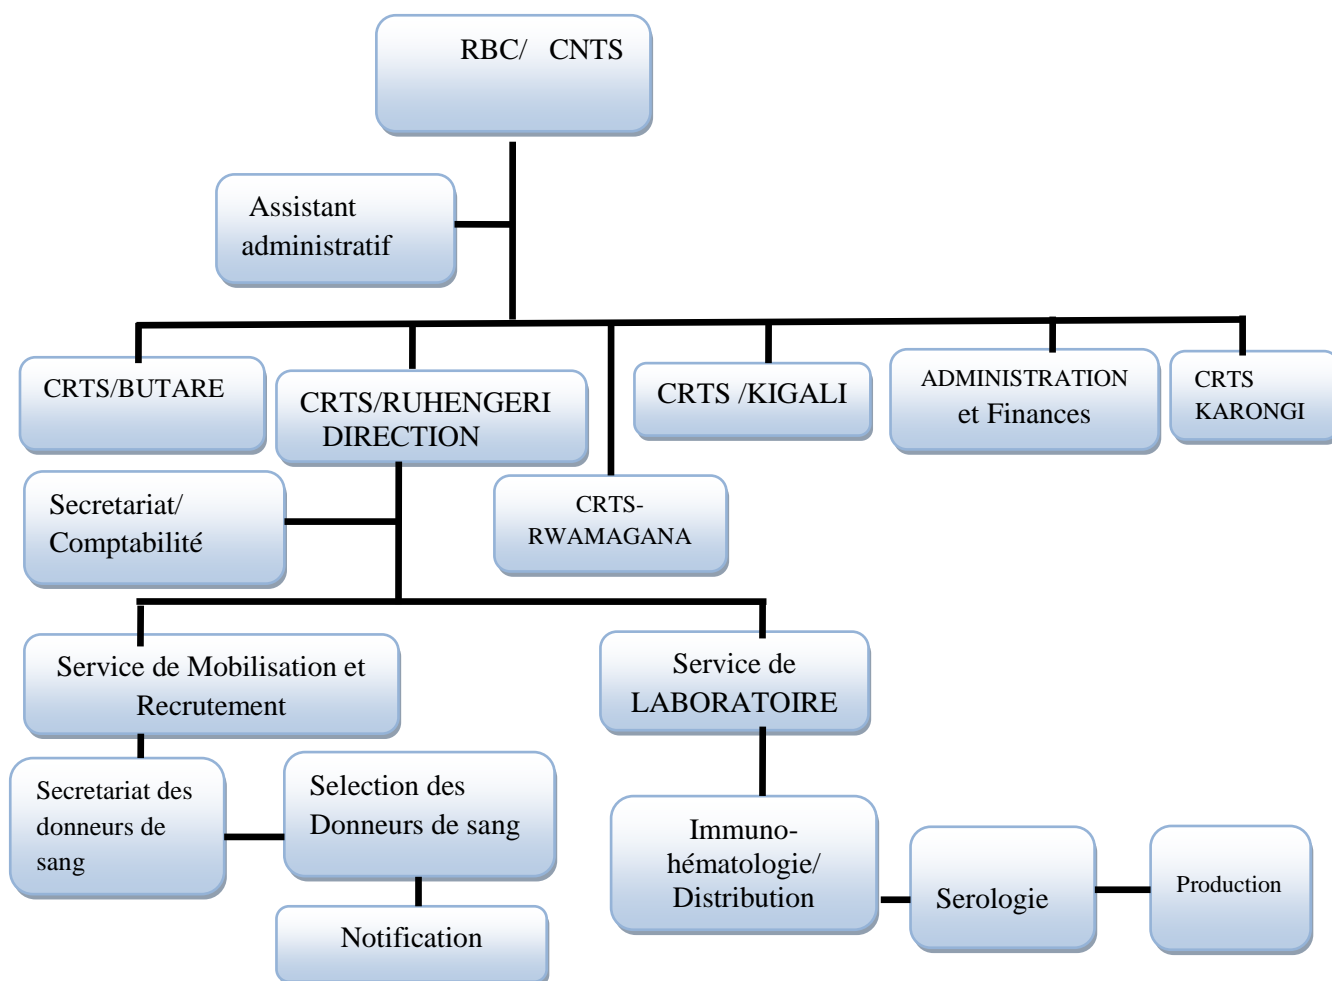 RBC/ CNTS
Assistant
administratif
CRTS/BUTARE
CRTS/RUHENGERI
DIRECTION
CRTS-
RWAMAGANA
CRTS /KIGALI
ADMINISTRATION
et Finances
CRTS
KARONGI
Secretariat/
Comptabilité
Service de Mobilisation et
Recrutement
Service de
LABORATOIRE
Secretariat des
donneurs de
sang
Selection des
Donneurs de sang
Notification
Immuno-
hématologie/
Distribution
Serologie
Production